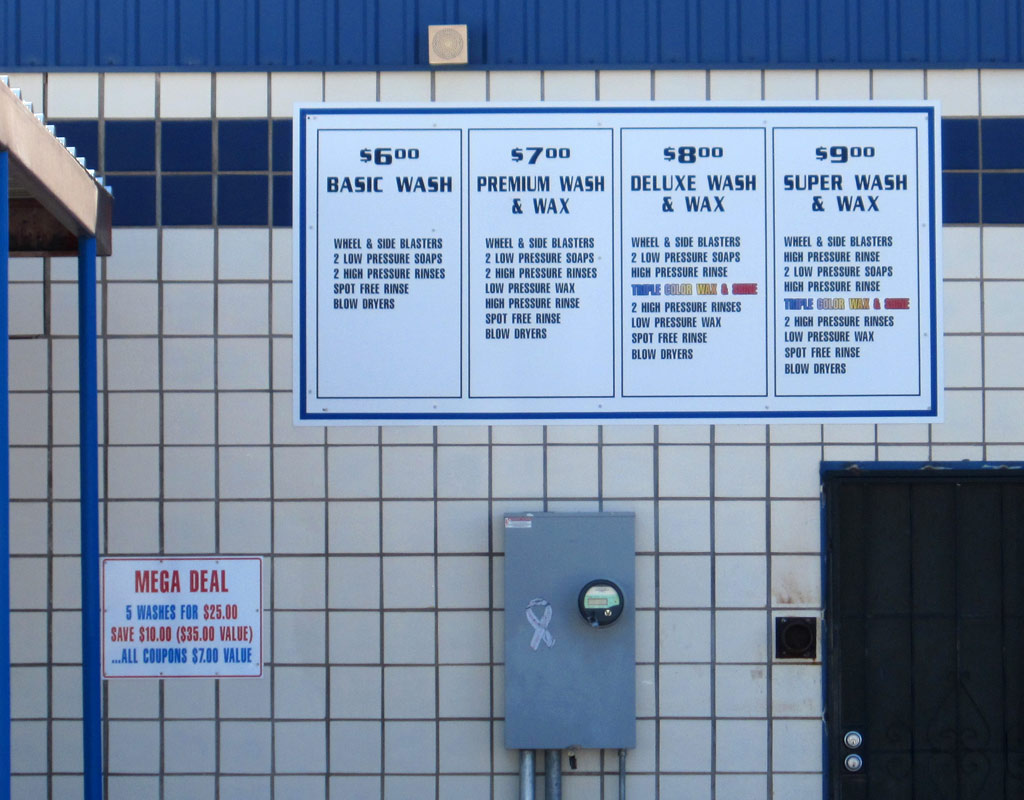 $6.00
BASIC WASH
WHEEL & SIDE BLASTERS
2 LOW PRESSURE SOAPS
2 HIGH PRESSURE RINSES
SPOT FREE RINSE
BLOW DRYERS
$7.00
PREMIUM WASH
& WAX
WHEEL & SIDE BLASTERS
2 LOW PRESSURE SOAPS
2 HIGH PRESSURE RINSES
LOW PRESSURE WAX
HIGH PRESSURE RINSE
SPOT FREE RINSE
BLOW DRYERS
$8.00
DELUXE WASH
& WAX
WHEEL & SIDE BLASTERS
2 LOW PRESSURE SOAPS
HIGH PRESSURE RINSE
TRIPLE COLOR WAX & SHINE
2 HIGH PRESSURE RINSES
LOW PRESSURE WAX
SPOT FREE RINSE
BLOW DRYERS
$9.00
SUPER WASH
& WAX
WHEEL & SIDE BLASTERS
HIGH PRESSURE RINSE
2 LOW PRESSURE SOAPS
HIGH PRESSURE RINSE
TRIPLE COLOR WAX & SHINE
2 HIGH PRESSURE RINSES
LOW PRESSURE WAX
SPOT FREE RINSE
BLOW DRYERS
MEGA DEAL
5 WASHES FOR $25.00
SAVE $10.00 ($35.00 VALUE)
...ALL COUPONS $7.00 VALUE